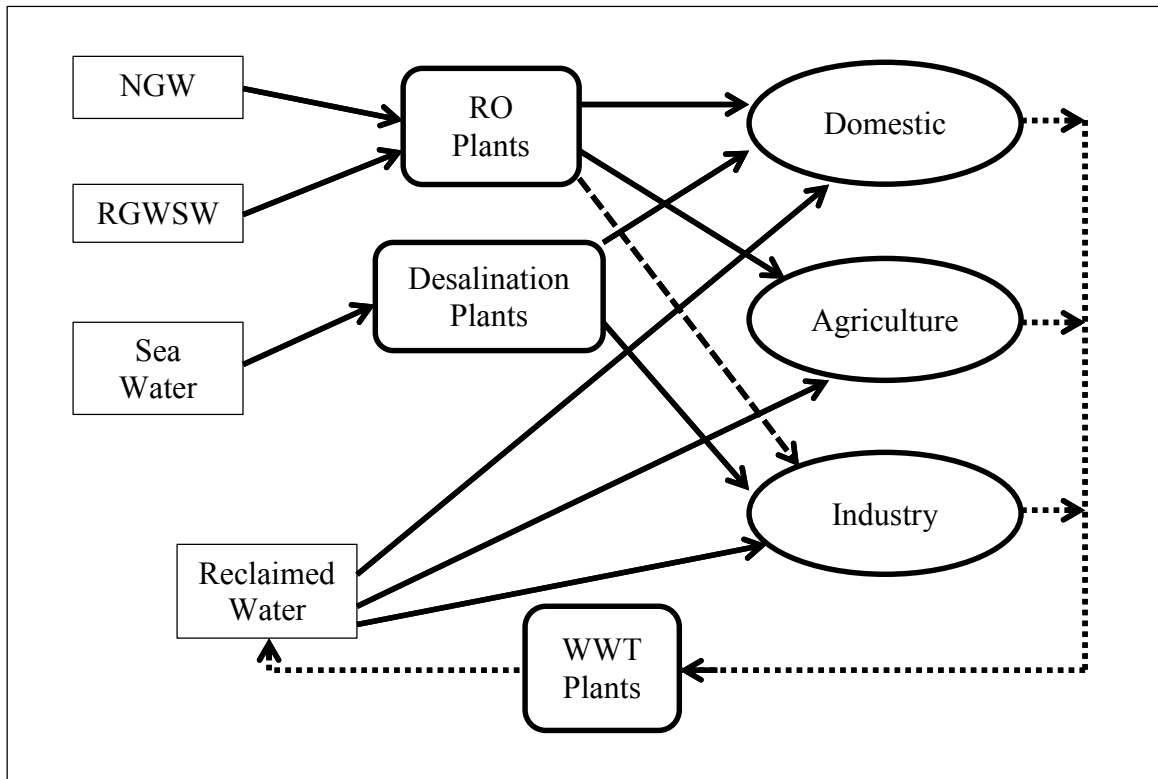 NGW
RO
Plants
Domestic
RGWSW
Desalination
Plants
Agriculture
Sea
Water
Industry
Reclaimed
Water
WWT
Plants